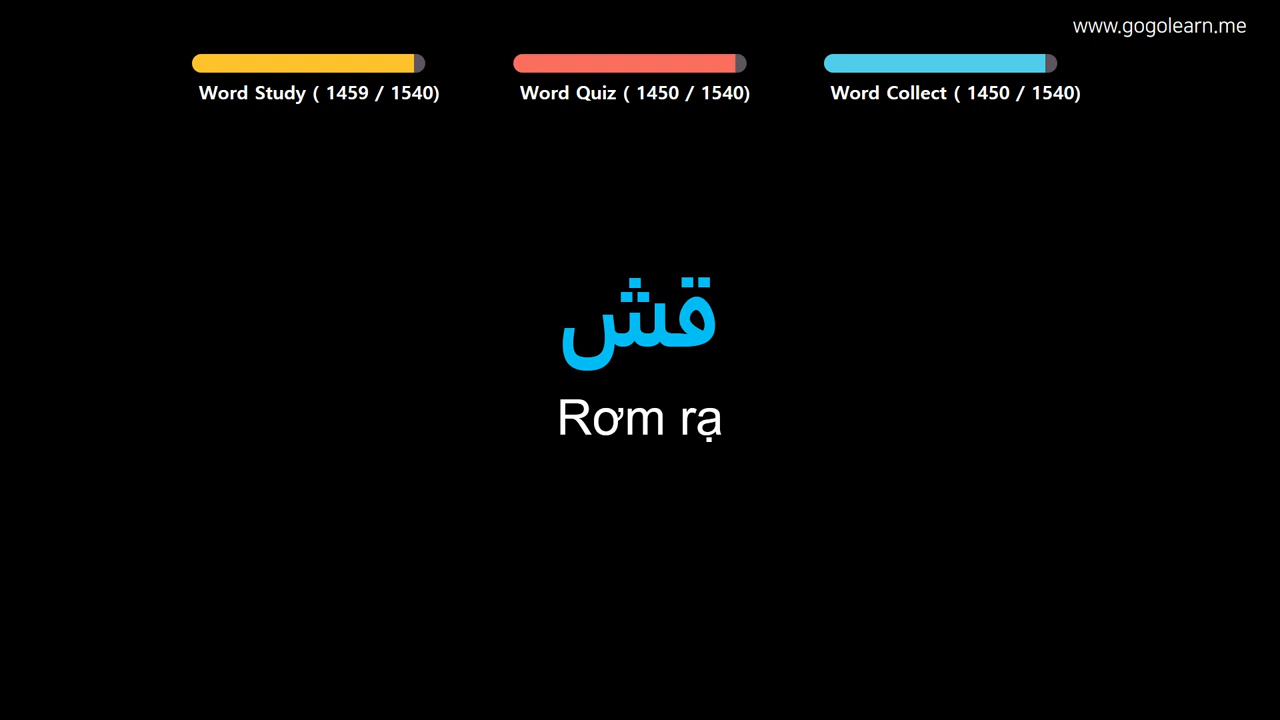 www.gogolearn.me
Word Study ( 1459 / 1540)
Word Quiz ( 1450 / 1540)
Word Collect ( 1450 / 1540)
قش
Rơm rạ